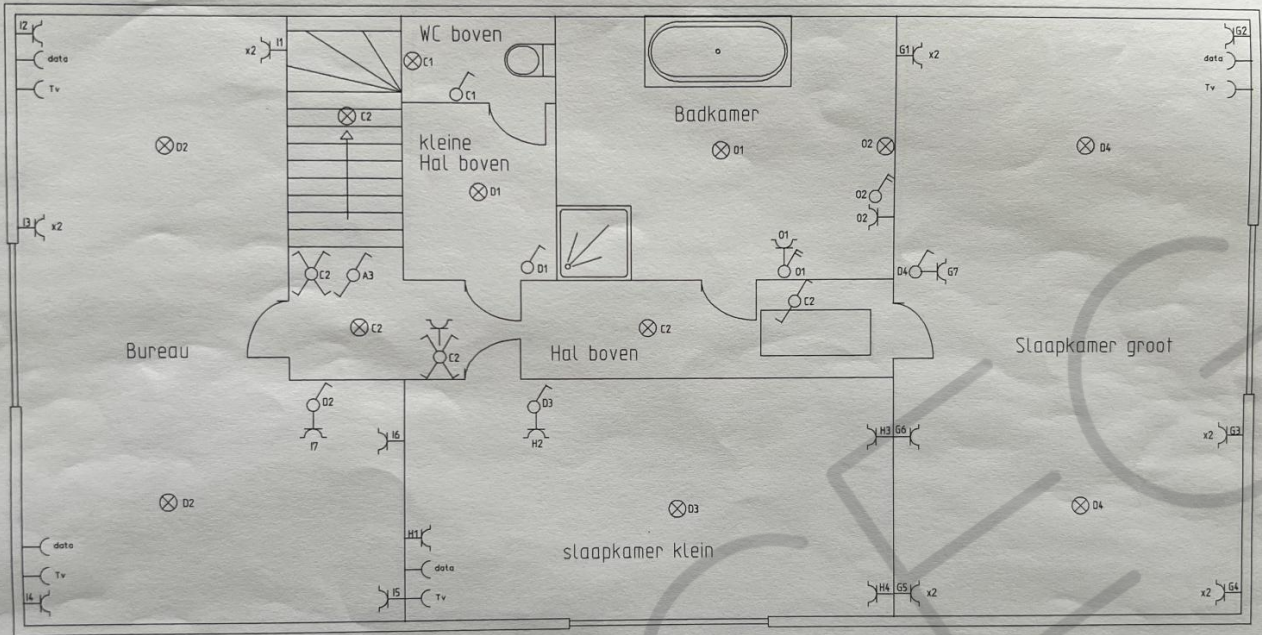 I2
data
Tv
x2
I1
WC boven
C1
C1
G1
x2
G2
data
Tv
D2
C2
kleine
Hal boven
D1
Badkamer
O1
O2
D4
O2
O2
I3
x2
C2
A3
D1
O1
O1
C2
D4
G7
Bureau
C2
C2
Hal boven
C2
Slaapkamer groot
D2
I7
I6
D3
H2
H3
G6
x2
G3
D2
D3
D4
slaapkamer klein
data
Tv
I4
H1
data
I5
Tv
H4
G5
x2
x2
G4